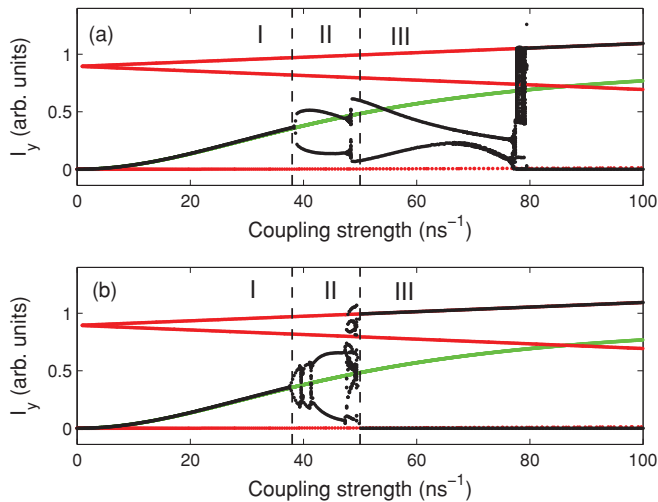 (a)
I
II
III
1
0.5
0
I_y (arb. units)
0 20 40 60 80 100
Coupling strength (ns⁻¹)
(b)
I
II
III
1
0.5
0
I_y (arb. units)
0 20 40 60 80 100
Coupling strength (ns⁻¹)